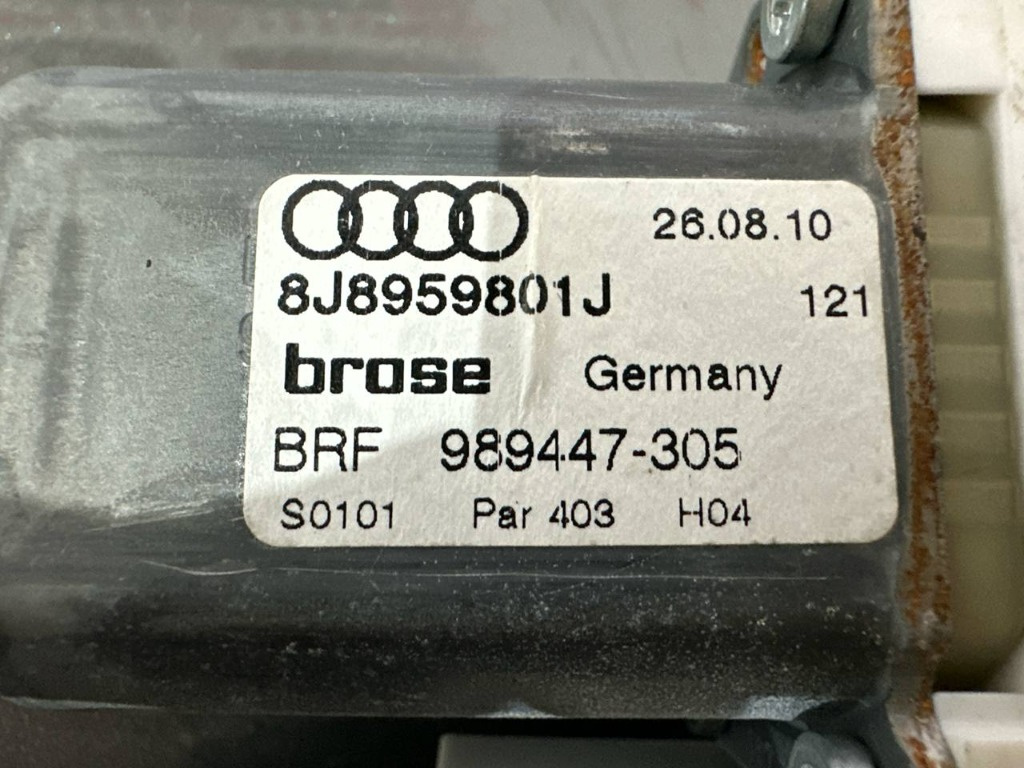 26.08.10
8J8959801J 121
brose Germany
BRF 989447-305
S0101 Par 403 H04